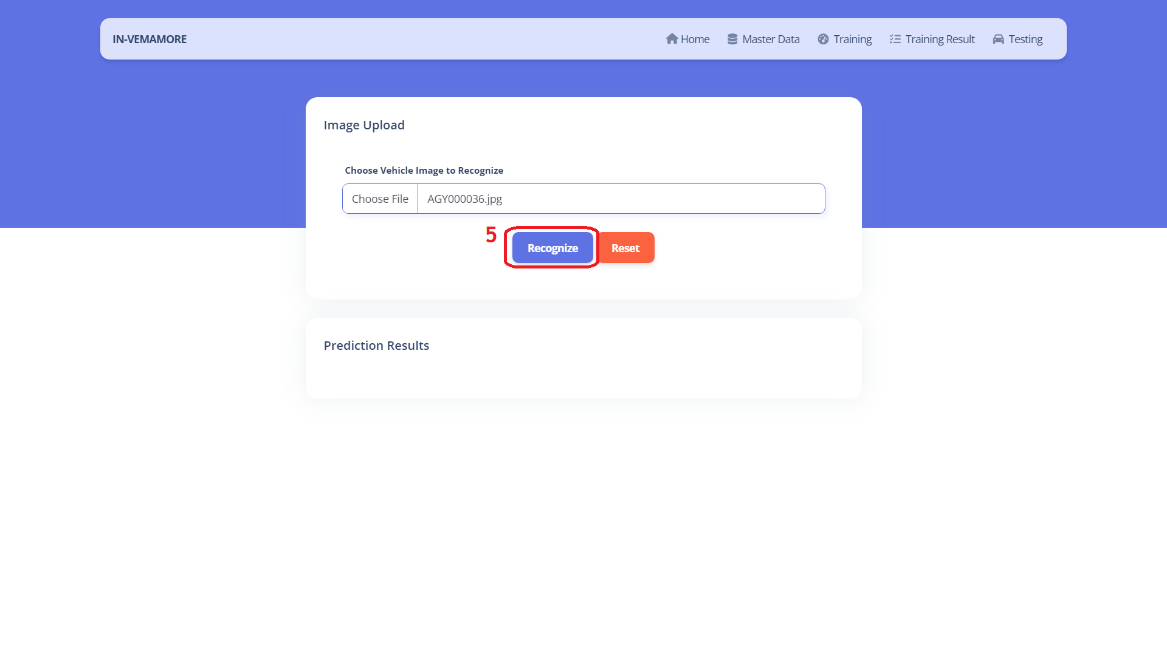 IN-VEMAMORE
Home
Master Data
Training
Training Result
Testing
Image Upload
Choose Vehicle Image to Recognize
Choose File AGY000036.jpg
5
Recognize
Reset
Prediction Results